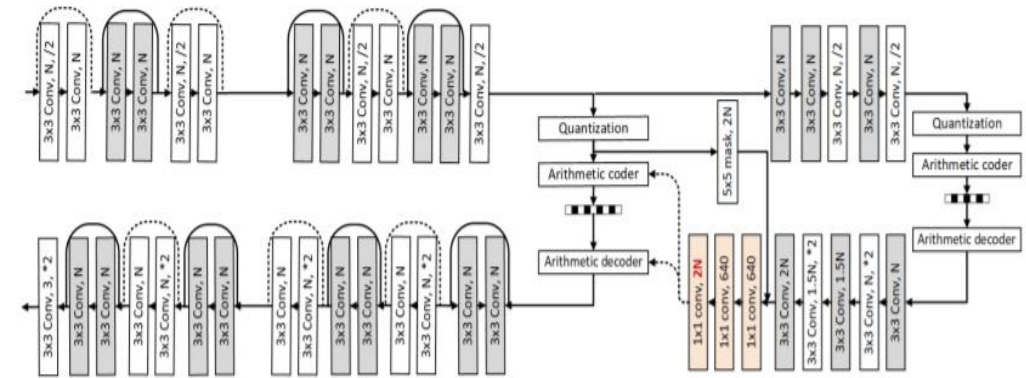 3x3 Conv, N, /2
3x3 Conv, N
3x3 Conv, N
3x3 Conv, N
3x3 Conv, N, /2
3x3 Conv, N
3x3 Conv, N
3x3 Conv, N
3x3 Conv, N, /2
3x3 Conv, N
3x3 Conv, N
3x3 Conv, N
3x3 Conv, N, /2
Quantization
Arithmetic coder
Arithmetic decoder
5x5 mask, 2N
3x3 Conv, N
3x3 Conv, N
3x3 Conv, N, /2
3x3 Conv, N
3x3 Conv, N, /2
Quantization
Arithmetic coder
Arithmetic decoder
3x3 Conv, 3, *2
3x3 Conv, N
3x3 Conv, N
3x3 Conv, N
3x3 Conv, N, *2
3x3 Conv, N
3x3 Conv, N
3x3 Conv, N, *2
3x3 Conv, N
3x3 Conv, N
3x3 Conv, N
3x3 Conv, N
3x3 Conv, N, *2
3x3 Conv, N
3x3 Conv, N
1x1 conv, 2N
1x1 conv, 640
1x1 conv, 640
3x3 Conv, 2N
3x3 Conv, 1.5N, *2
3x3 Conv, 1.5N
3x3 Conv, N, *2
3x3 Conv, N